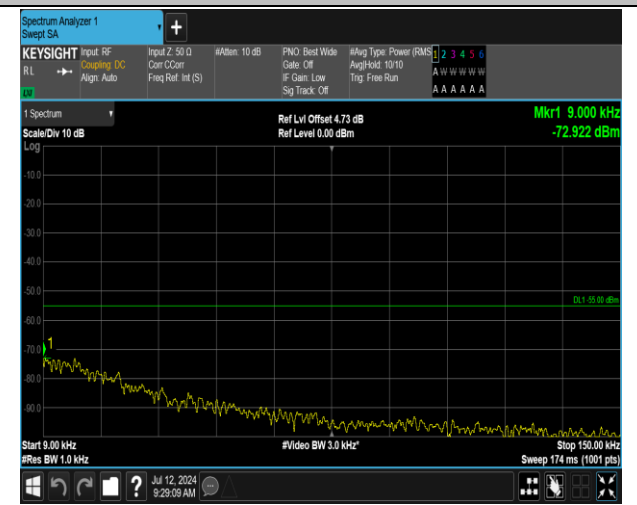 Spectrum Analyzer 1
Swept SA
+
KEYSIGHT
RL
Input: RF
Coupling: DC
Align: Auto
Input Z: 50 Ω
Corr CCorr
Freq Ref: Int (S)
#Atten: 10 dB
PNO: Best Wide
Gate: Off
IF Gain: Low
Sig Track: Off
#Avg Type: Power (RMS
Avg|Hold: 10/10
Trig: Free Run
1 2 3 4 5 6
A W W W W W
A A A A A A
1 Spectrum
Scale/Div 10 dB
Log
Ref Lvl Offset 4.73 dB
Ref Level 0.00 dBm
Mkr1 9.000 kHz
-72.922 dBm
-10.0
-20.0
-30.0
-40.0
-50.0
DL1 -55.00 dBm
-60.0
-70.0
1
-80.0
-90.0
Start 9.00 kHz
#Video BW 3.0 kHz*
Stop 150.00 kHz
#Res BW 1.0 kHz
Sweep 174 ms (1001 pts)
?
Jul 12, 2024
9:29:09 AM